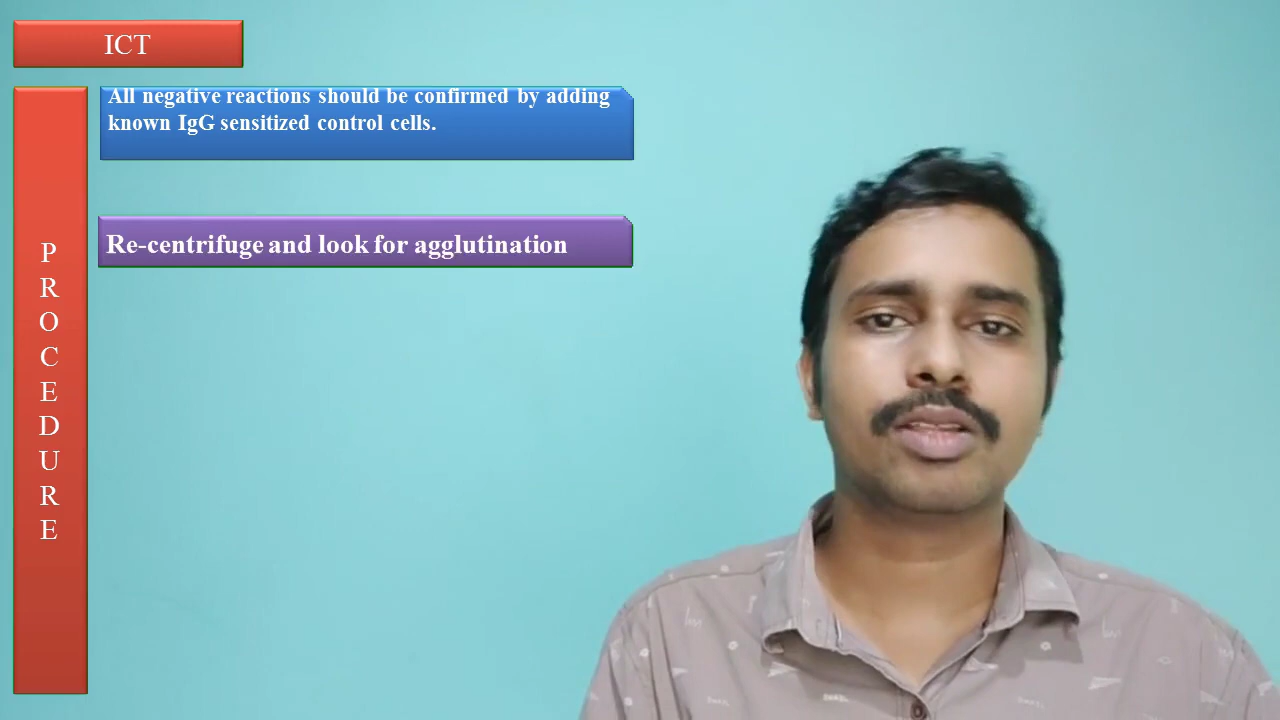 ICT
All negative reactions should be confirmed by adding
known IgG sensitized control cells.
Re-centrifuge and look for agglutination
PROCEDURE